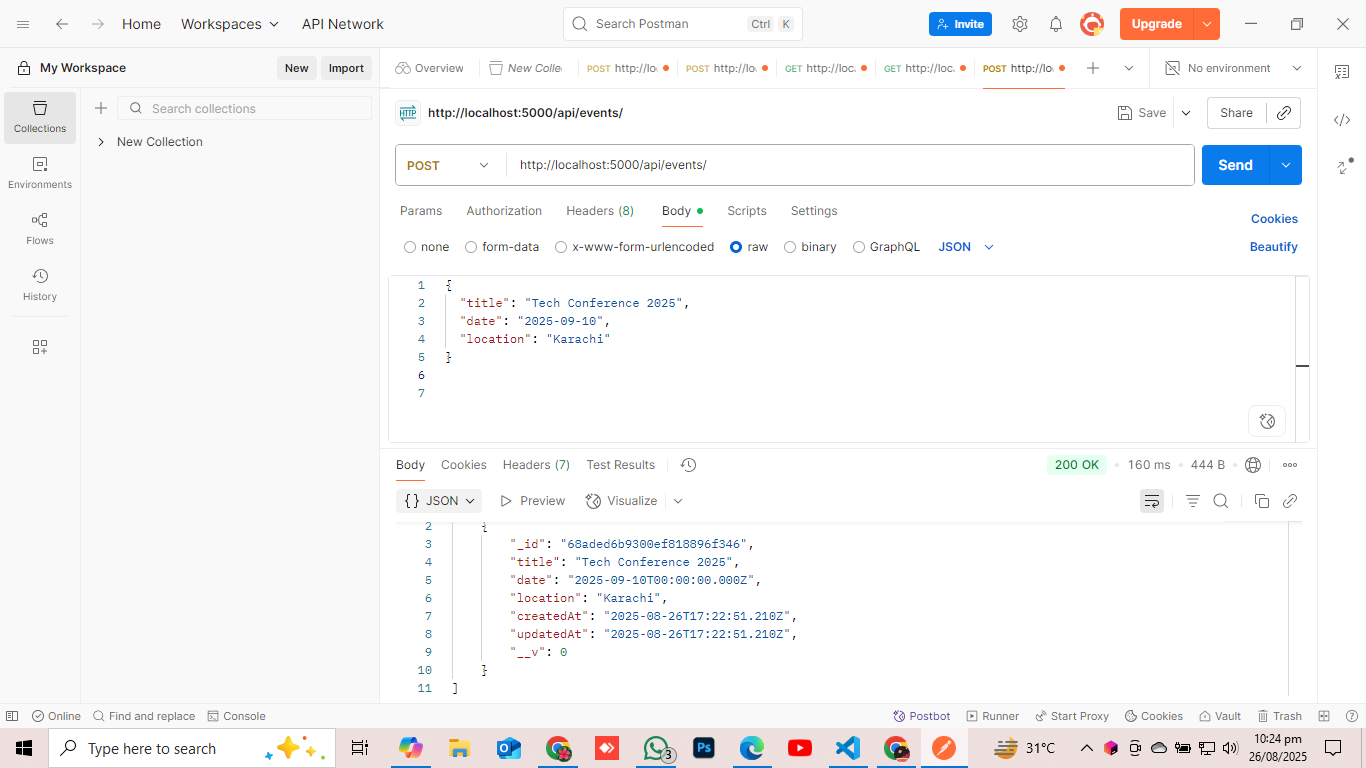 Home Workspaces API Network Search Postman Ctrl K Invite Upgrade
My Workspace New Import Overview New Colle POST http://lo POST http://lo GET http://loc GET http://loc POST http://lo No environment
Collections
Environments
Flows
History
Search collections
New Collection
HTTP http://localhost:5000/api/events/ Save Share
POST http://localhost:5000/api/events/ Send
Params Authorization Headers (8) Body Scripts Settings Cookies
none form-data x-www-form-urlencoded raw binary GraphQL JSON Beautify
1 {
2 "title": "Tech Conference 2025",
3 "date": "2025-09-10",
4 "location": "Karachi"
5 }
6
7
Body Cookies Headers (7) Test Results 200 OK 160 ms 444 B
{} JSON Preview Visualize
2 {
3 "_id": "68aded6b9300ef818896f346",
4 "title": "Tech Conference 2025",
5 "date": "2025-09-10T00:00:00.000Z",
6 "location": "Karachi",
7 "createdAt": "2025-08-26T17:22:51.210Z",
8 "updatedAt": "2025-08-26T17:22:51.210Z",
9 "__v": 0
10 }
11 ]
Online Find and replace Console Postbot Runner Start Proxy Cookies Vault Trash
Type here to search 3 Ps 31°C 10:24 pm
26/08/2025